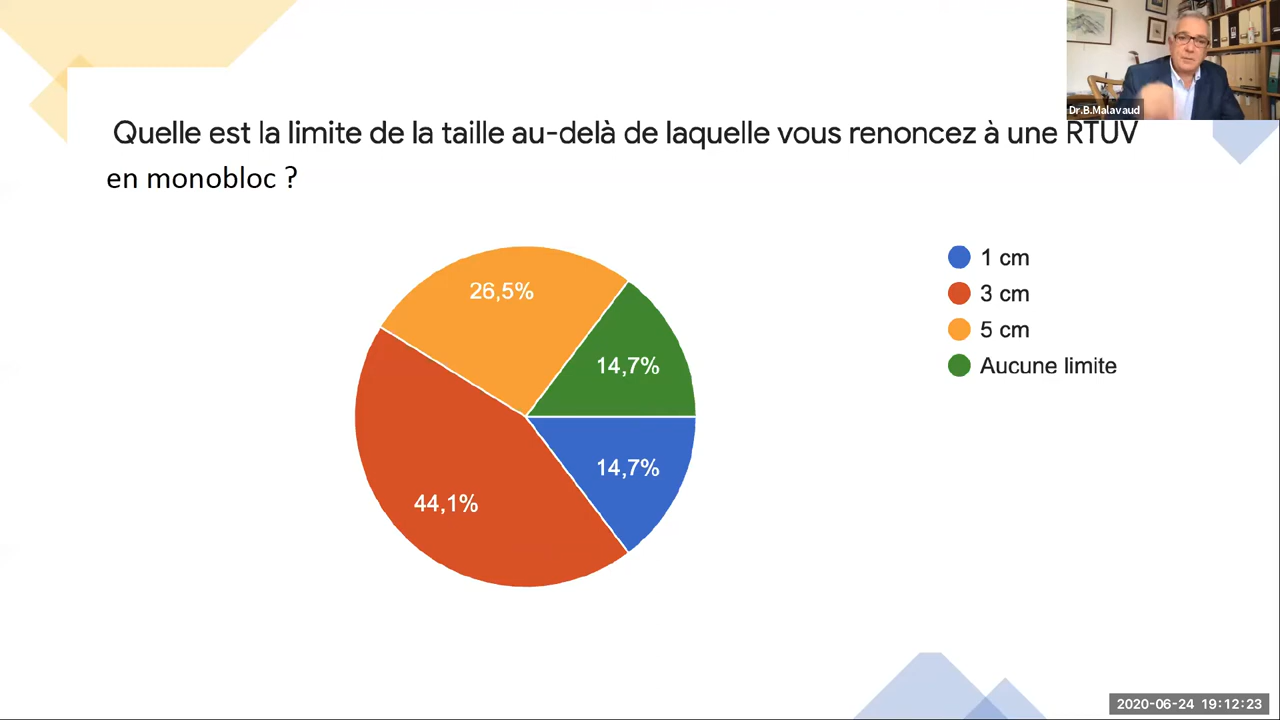 Dr.B.Malavaud
Quelle est la limite de la taille au-delà de laquelle vous renoncez à une RTUV
en monobloc ?
1 cm
3 cm
5 cm
Aucune limite
26,5%
14,7%
14,7%
44,1%
2020-06-24 19:12:23